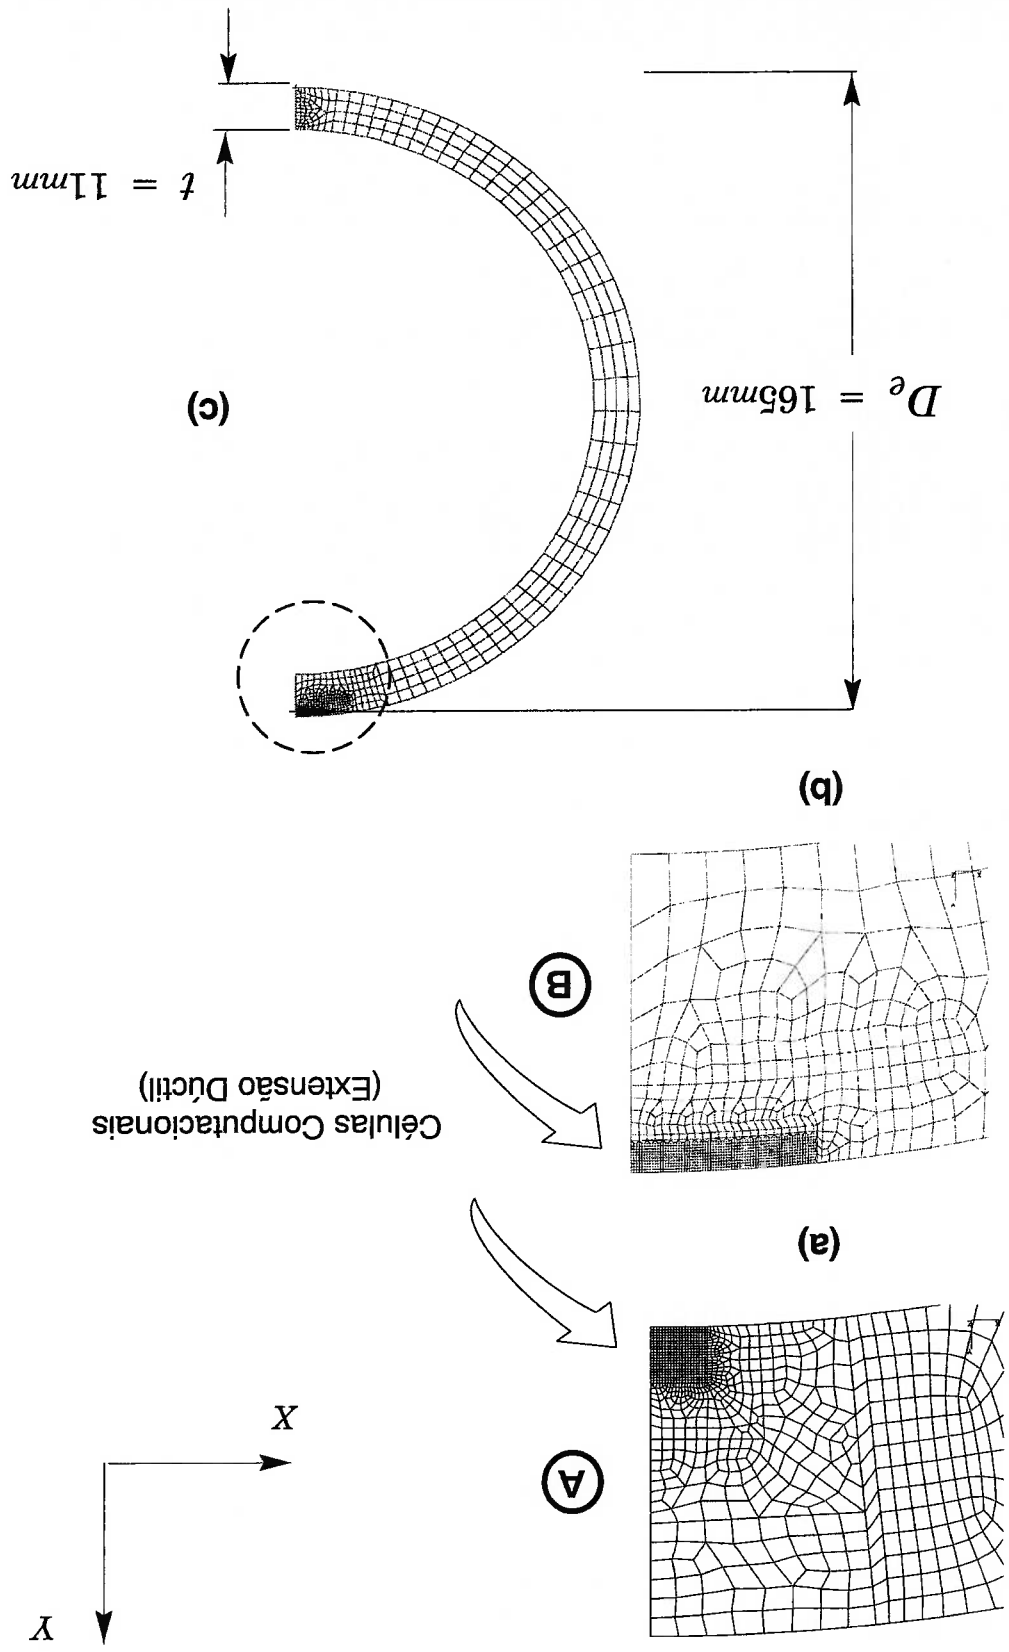 Y
X
A
(a)
Células Computacionais
(Extensão Dúctil)
B
(b)
D_e = 165mm
(c)
t = 11mm